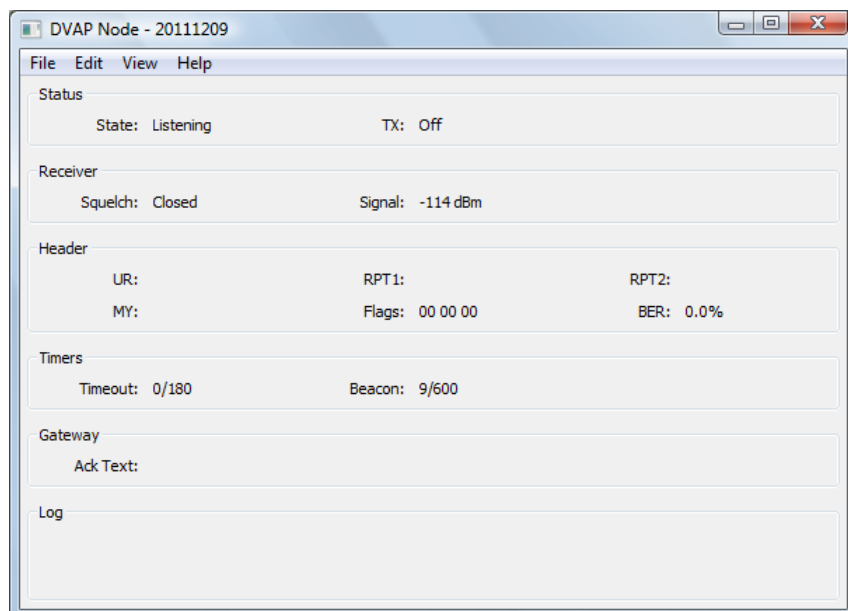 DVAP Node - 20111209
File Edit View Help
Status
State: Listening TX: Off
Receiver
Squelch: Closed Signal: -114 dBm
Header
UR: RPT1: RPT2:
MY: Flags: 00 00 00 BER: 0.0%
Timers
Timeout: 0/180 Beacon: 9/600
Gateway
Ack Text:
Log